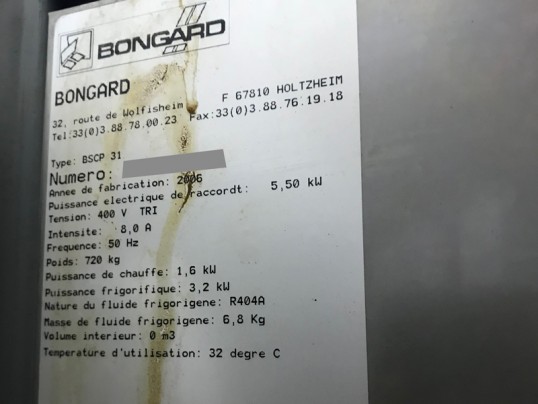 BONGARD
BONGARD
32, route de Wolfisheim F 67810 HOLTZHEIM
Tel:33(0)3.88.78.00.23 Fax:33(0)3.88.76.19.18
Type: BSCP 31
Numero:
Annee de fabrication: 2006
Puissance electrique de raccordt: 5,50 kW
Tension: 400 V TRI
Intensite: 8,0 A
Frequence: 50 Hz
Poids: 720 kg
Puissance de chauffe: 1,6 kW
Puissance frigorifique: 3,2 kW
Nature du fluide frigorigene: R404A
Masse de fluide frigorigene: 6,8 Kg
Volume interieur: 0 m3
Temperature d'utilisation: 32 degre C